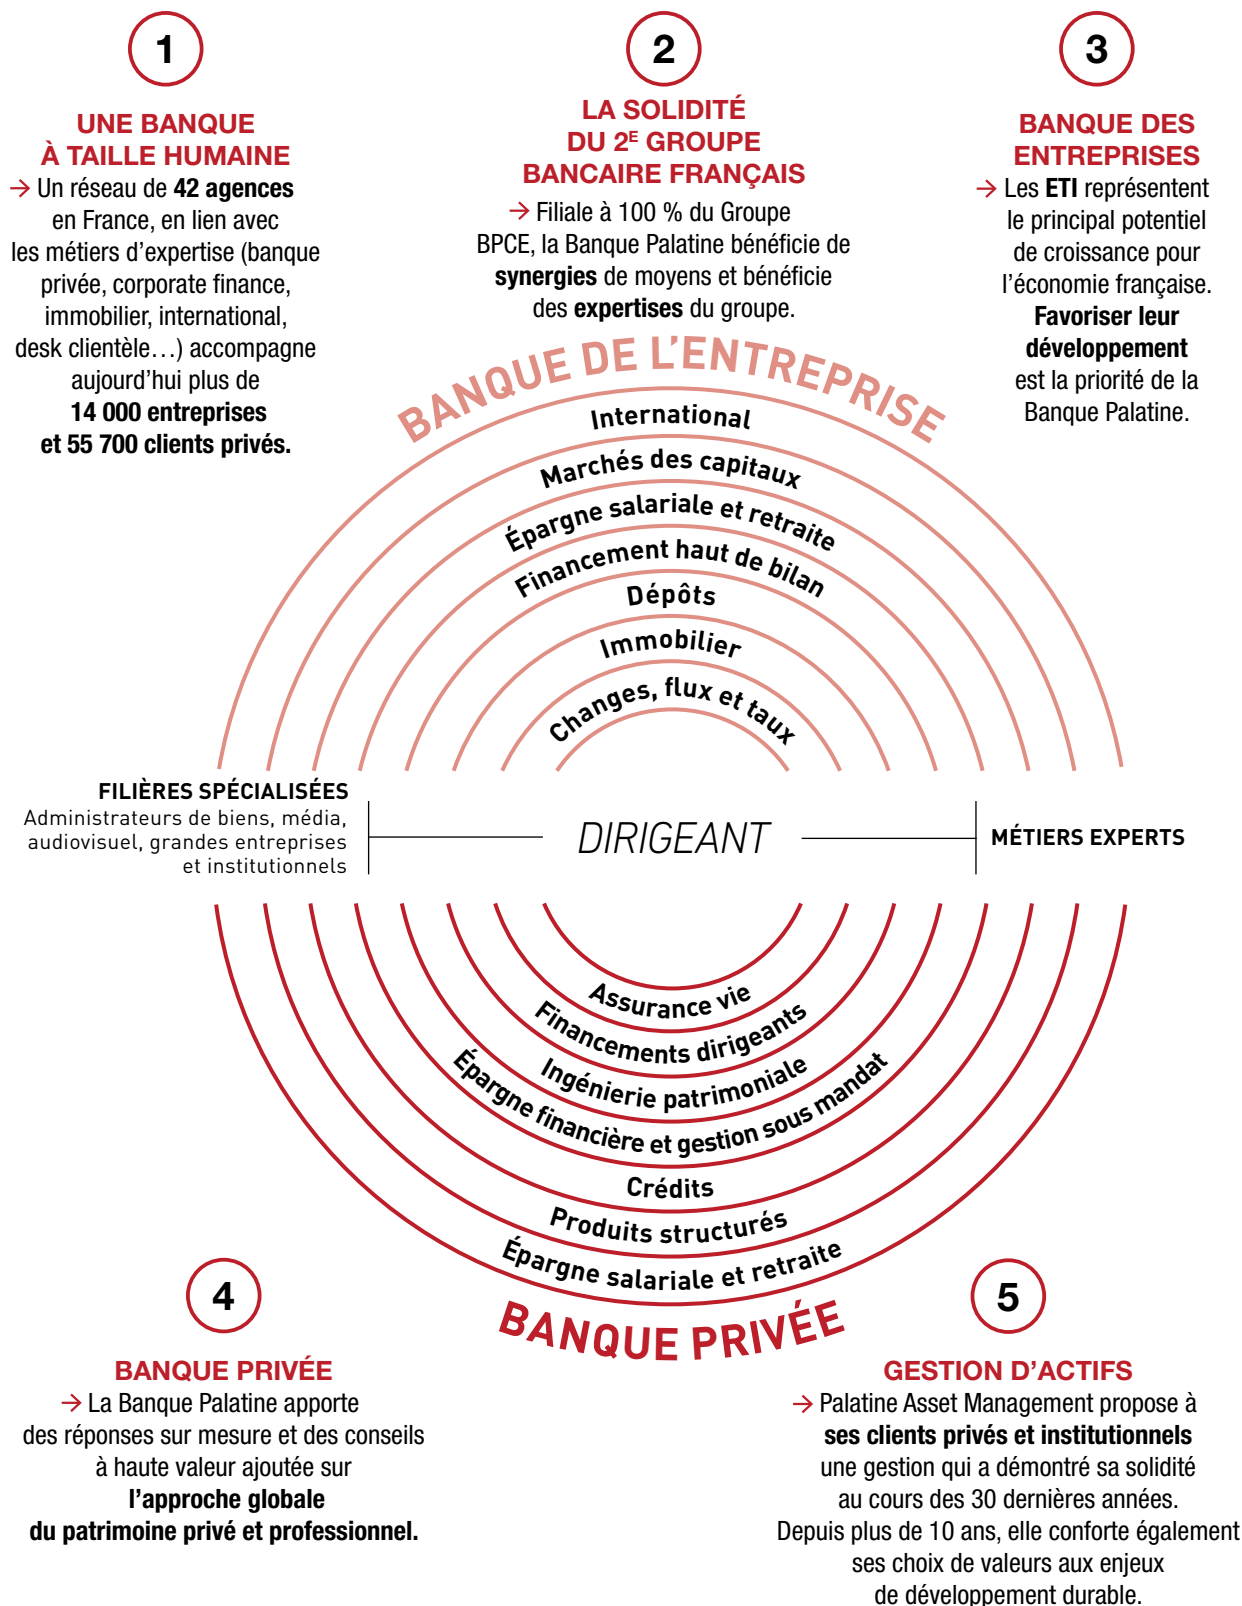 1
UNE BANQUE
À TAILLE HUMAINE
→ Un réseau de 42 agences
en France, en lien avec
les métiers d'expertise (banque
privée, corporate finance,
immobilier, international,
desk clientèle…) accompagne
aujourd'hui plus de
14 000 entreprises
et 55 700 clients privés.
2
LA SOLIDITÉ
DU 2E GROUPE
BANCAIRE FRANÇAIS
→ Filiale à 100 % du Groupe
BPCE, la Banque Palatine bénéficie de
synergies de moyens et bénéficie
des expertises du groupe.
3
BANQUE DES
ENTREPRISES
→ Les ETI représentent
le principal potentiel
de croissance pour
l'économie française.
Favoriser leur
développement
est la priorité de la
Banque Palatine.
BANQUE DE L'ENTREPRISE
International
Marchés des capitaux
Épargne salariale et retraite
Financement haut de bilan
Dépôts
Immobilier
Changes, flux et taux
FILIÈRES SPÉCIALISÉES
Administrateurs de biens, média,
audiovisuel, grandes entreprises
et institutionnels
DIRIGEANT
MÉTIERS EXPERTS
Assurance vie
Financements dirigeants
Ingénierie patrimoniale
Épargne financière et gestion sous mandat
Crédits
Produits structurés
Épargne salariale et retraite
BANQUE PRIVÉE
4
BANQUE PRIVÉE
→ La Banque Palatine apporte
des réponses sur mesure et des conseils
à haute valeur ajoutée sur
l'approche globale
du patrimoine privé et professionnel.
5
GESTION D'ACTIFS
→ Palatine Asset Management propose à
ses clients privés et institutionnels
une gestion qui a démontré sa solidité
au cours des 30 dernières années.
Depuis plus de 10 ans, elle conforte également
ses choix de valeurs aux enjeux
de développement durable.